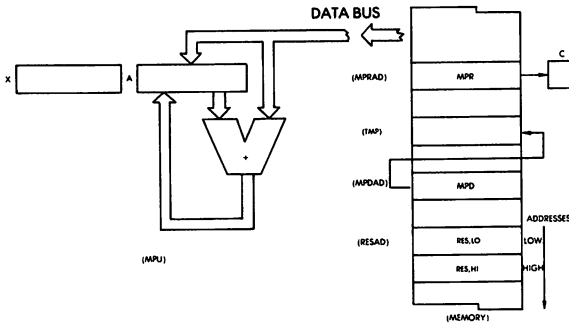 DATA BUS
C
X
A
(MPRAD)
MPR
(TMP)
+
(MPDAD)
MPD
ADDRESSES
(RESAD)
RES,LO
LOW
RES,HI
HIGH
(MPU)
(MEMORY)